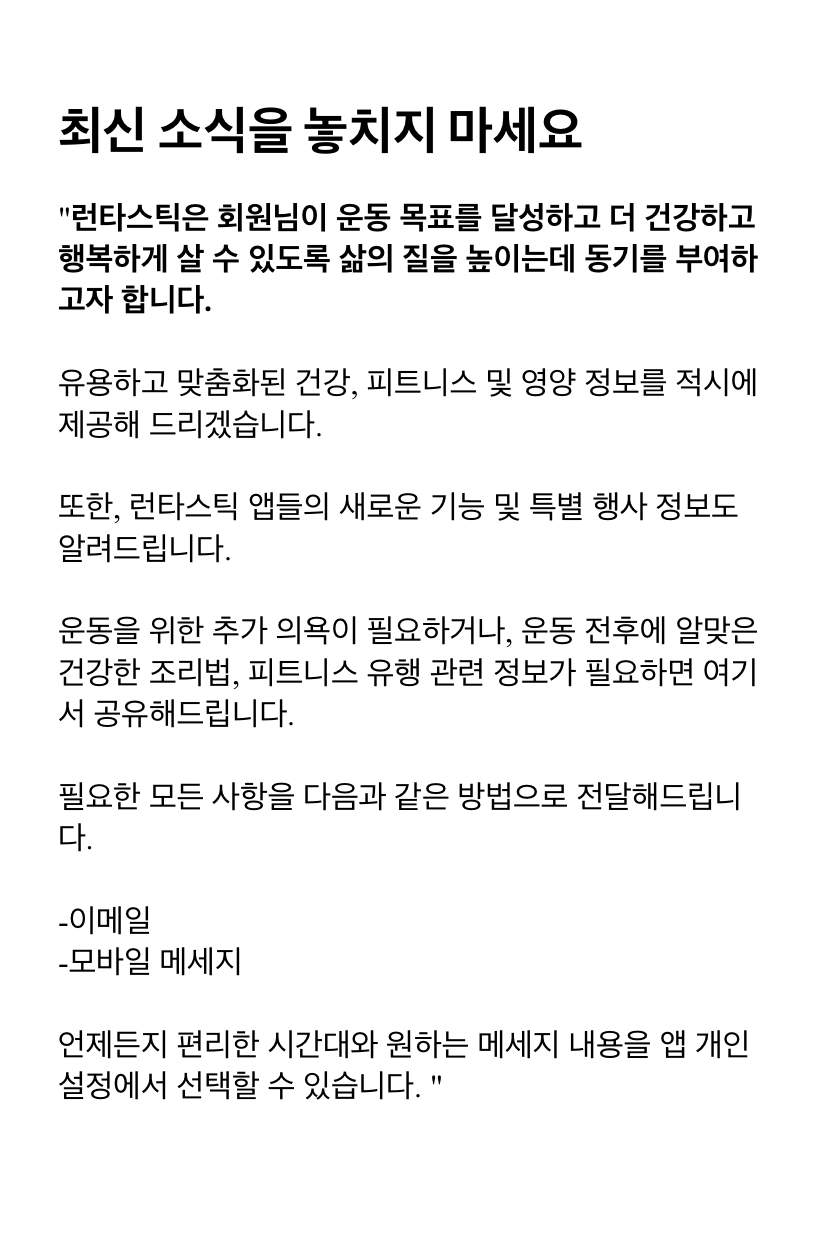 최신 소식을 놓치지 마세요
"런타스틱은 회원님이 운동 목표를 달성하고 더 건강하고
행복하게 살 수 있도록 삶의 질을 높이는데 동기를 부여하
고자 합니다.
유용하고 맞춤화된 건강, 피트니스 및 영양 정보를 적시에
제공해 드리겠습니다.
또한, 런타스틱 앱들의 새로운 기능 및 특별 행사 정보도
알려드립니다.
운동을 위한 추가 의욕이 필요하거나, 운동 전후에 알맞은
건강한 조리법, 피트니스 유행 관련 정보가 필요하면 여기
서 공유해드립니다.
필요한 모든 사항을 다음과 같은 방법으로 전달해드립니
다.
-이메일
-모바일 메세지
언제든지 편리한 시간대와 원하는 메세지 내용을 앱 개인
설정에서 선택할 수 있습니다. "